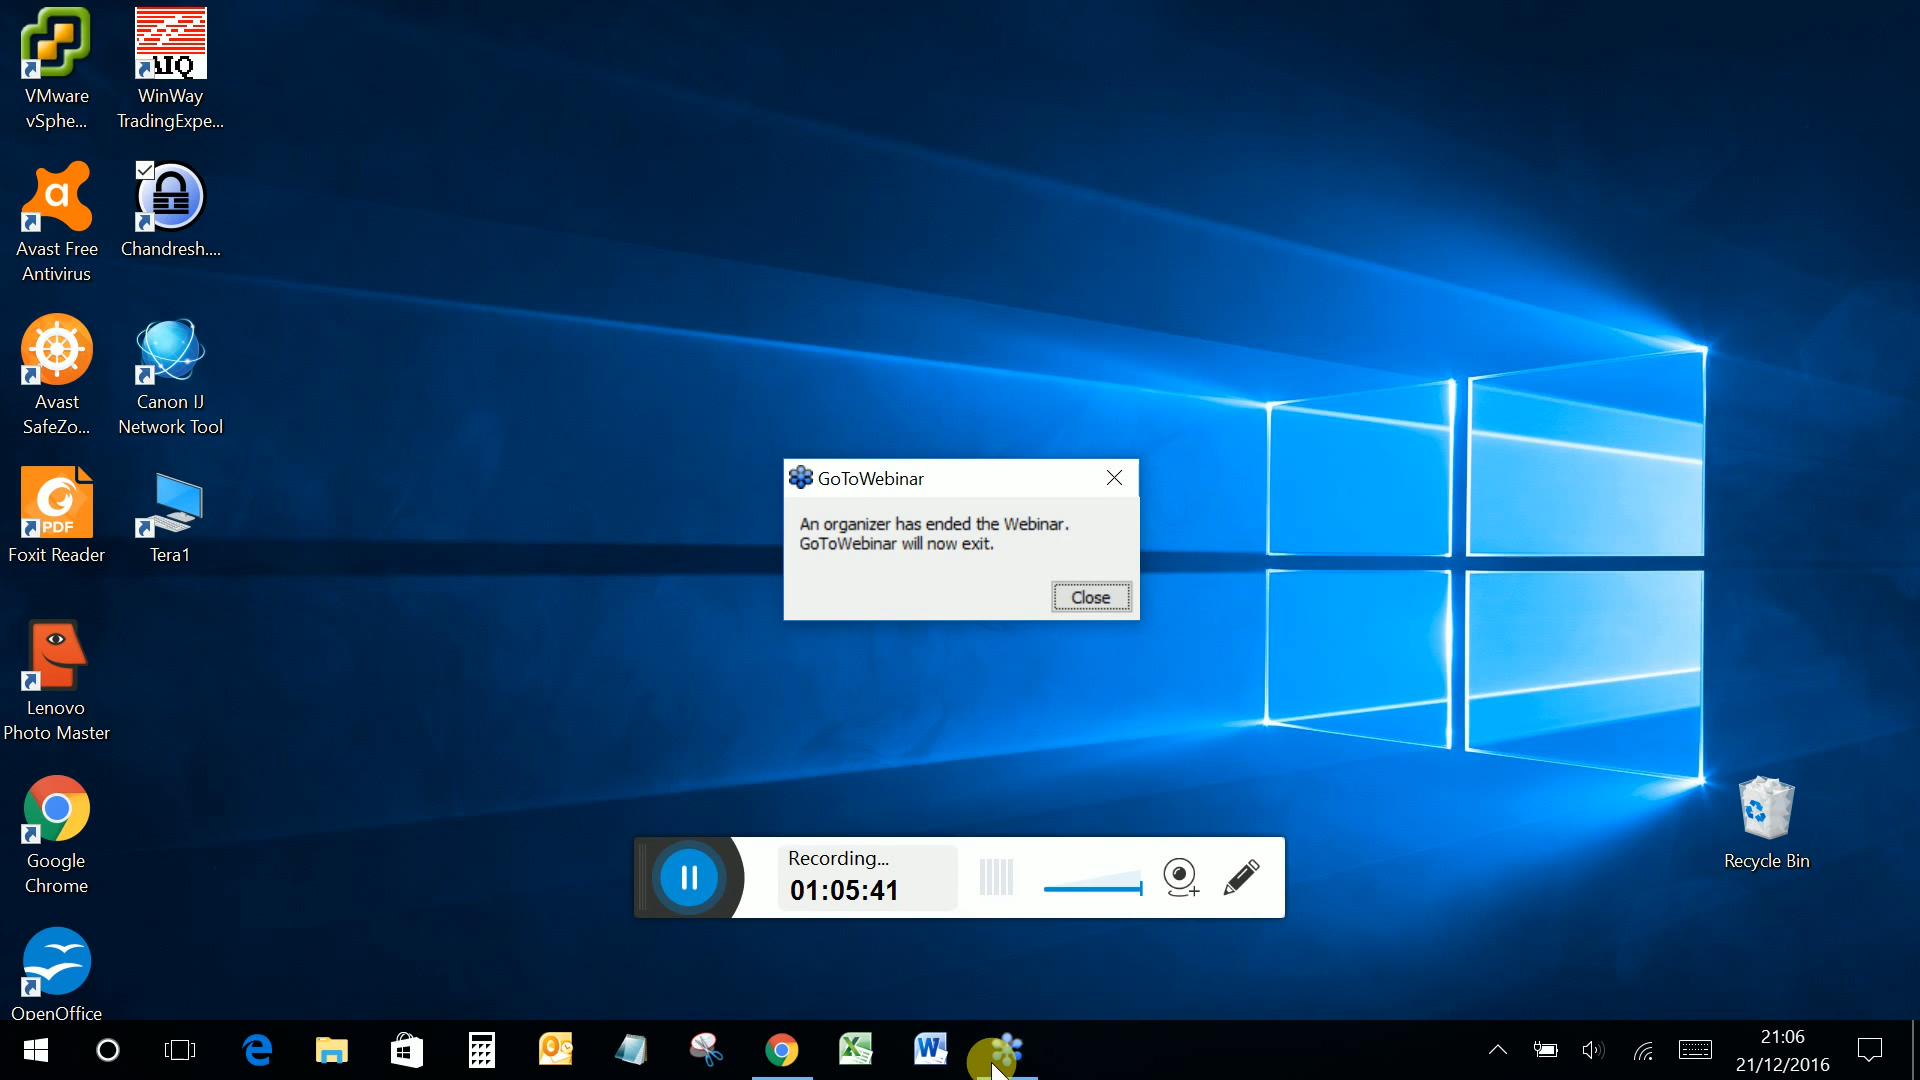 VMware
vSphe...
WinWay
TradingExpe...
AIQ
Avast Free
Antivirus
Chandresh....
Avast
SafeZo...
Canon IJ
Network Tool
PDF
Foxit Reader
Tera1
Lenovo
Photo Master
Google
Chrome
OpenOffice
GoToWebinar
An organizer has ended the Webinar.
GoToWebinar will now exit.
Close
Recording...
01:05:41
Recycle Bin
21:06
21/12/2016